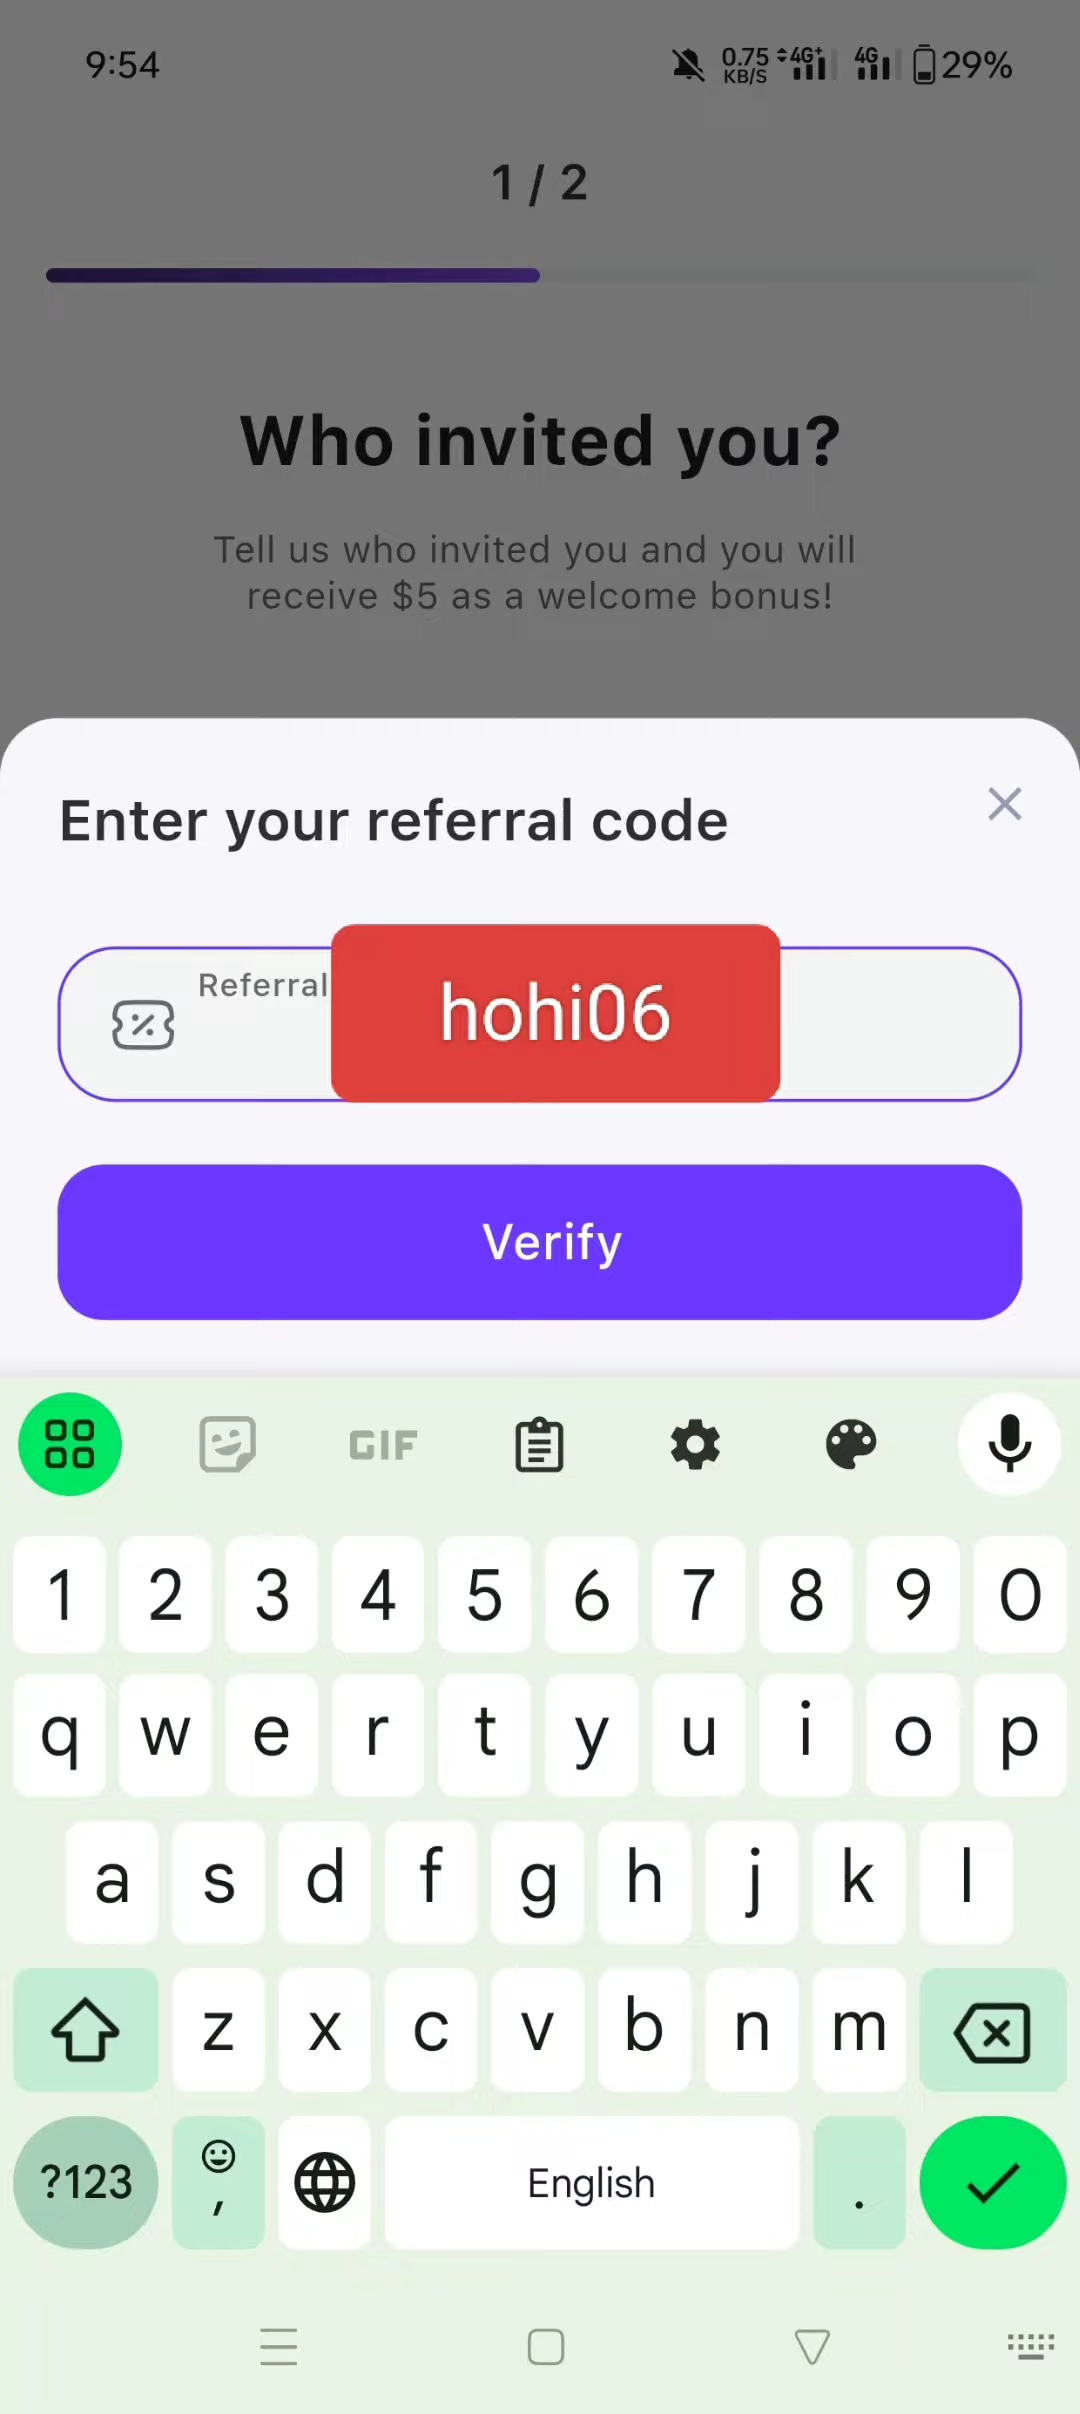 9:54
0.75 KB/S 4G+ 4G 29%
1 / 2
Who invited you?
Tell us who invited you and you will
receive $5 as a welcome bonus!
Enter your referral code
Referral
hohi06
Verify
GIF
1 2 3 4 5 6 7 8 9 0
q w e r t y u i o p
a s d f g h j k l
z x c v b n m
?123 , English .